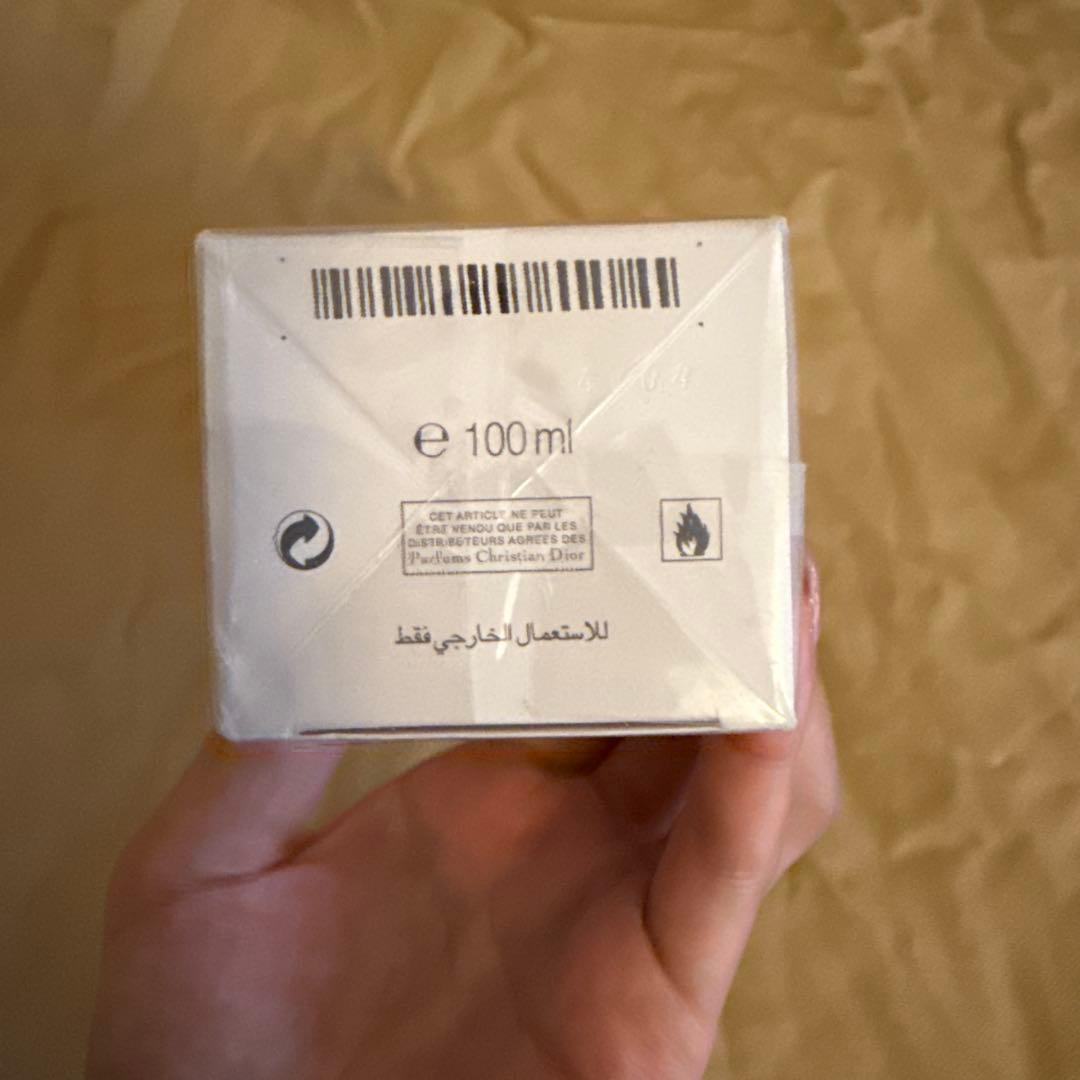 e 100 ml
CET ARTICLE NE PEUT
ÊTRE VENDU QUE PAR LES
DISTRIBUTEURS AGRÉÉS DES
Parfums Christian Dior
للاستعمال الخارجي فقط